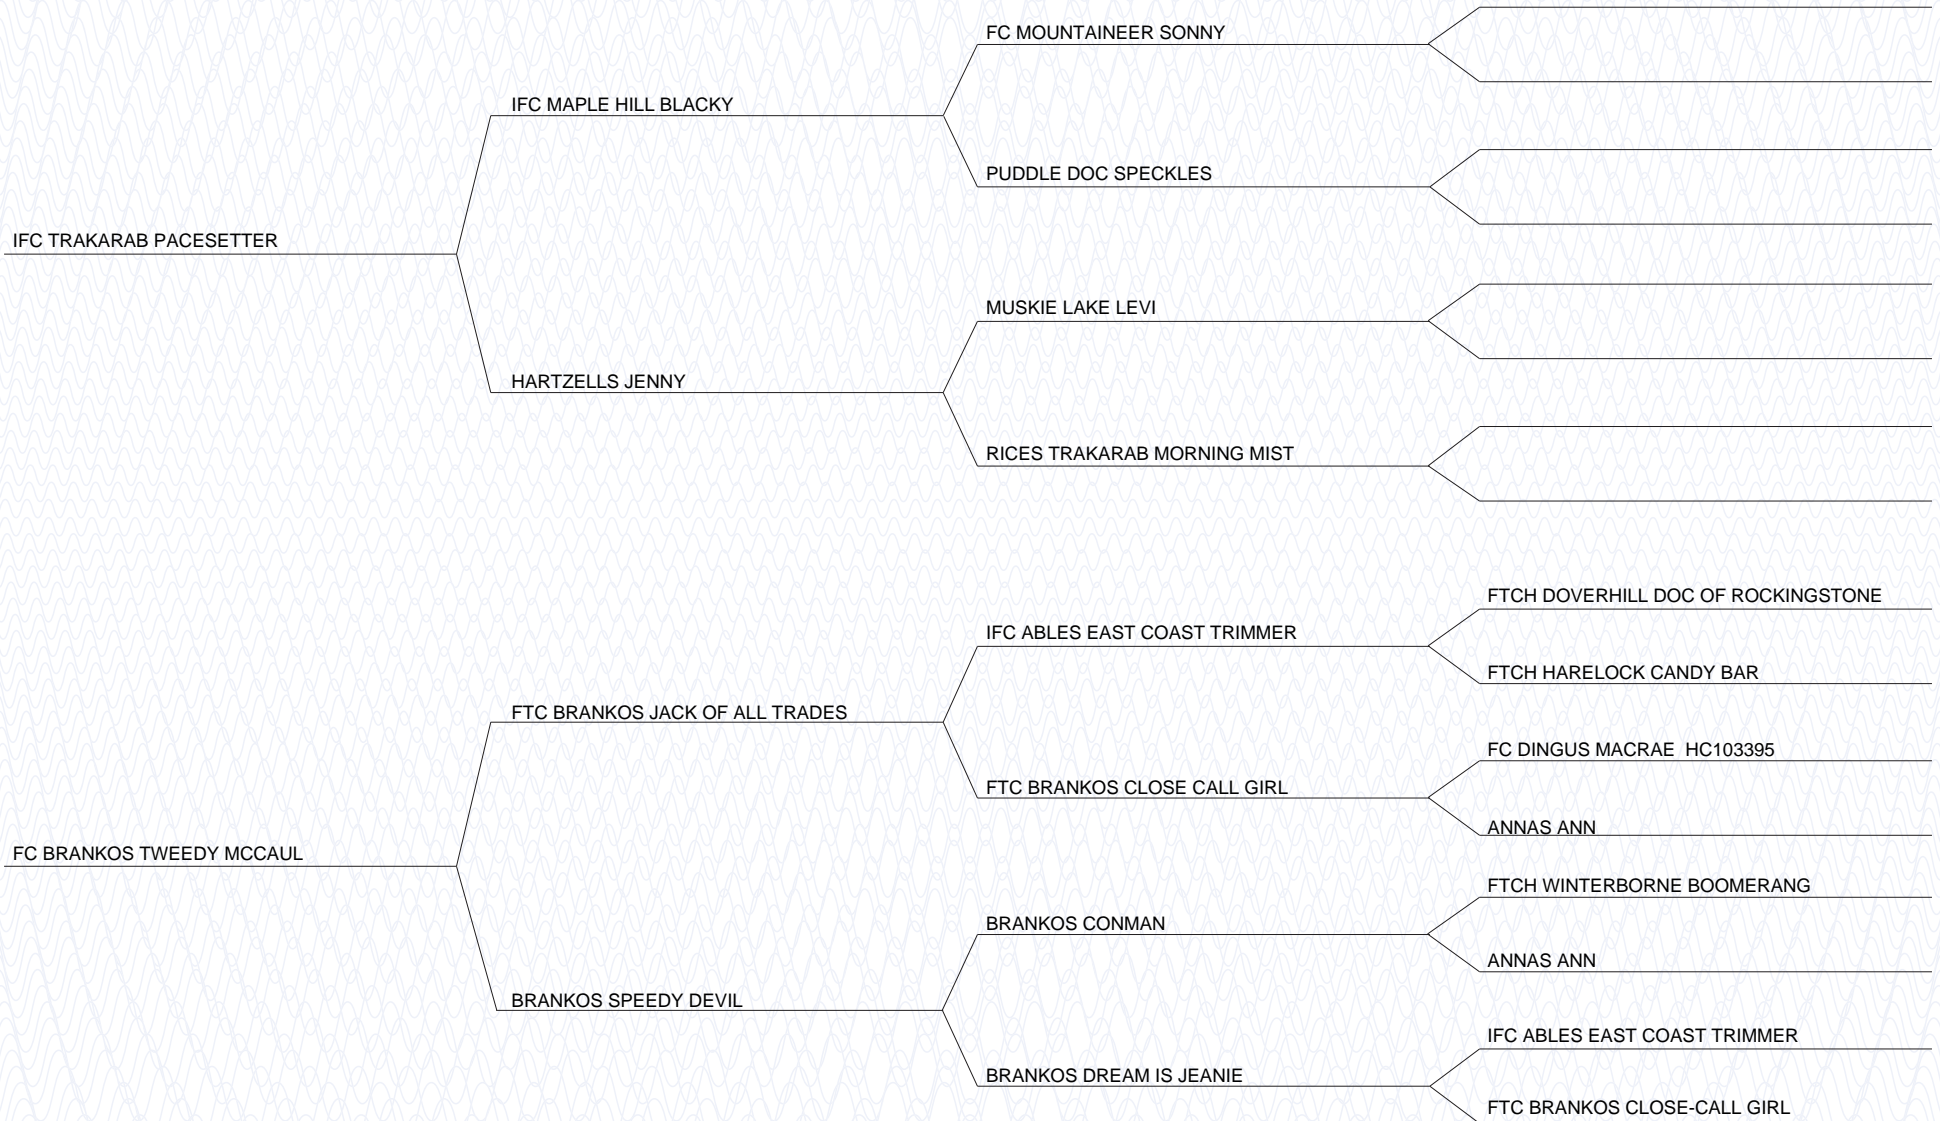 FC MOUNTAINEER SONNY
IFC MAPLE HILL BLACKY
PUDDLE DOC SPECKLES
IFC TRAKARAB PACESETTER
MUSKIE LAKE LEVI
HARTZELLS JENNY
RICES TRAKARAB MORNING MIST
FTCH DOVERHILL DOC OF ROCKINGSTONE
IFC ABLES EAST COAST TRIMMER
FTCH HARELOCK CANDY BAR
FTC BRANKOS JACK OF ALL TRADES
FC DINGUS MACRAE  HC103395
FTC BRANKOS CLOSE CALL GIRL
ANNAS ANN
FC BRANKOS TWEEDY MCCAUL
FTCH WINTERBORNE BOOMERANG
BRANKOS CONMAN
ANNAS ANN
BRANKOS SPEEDY DEVIL
IFC ABLES EAST COAST TRIMMER
BRANKOS DREAM IS JEANIE
FTC BRANKOS CLOSE-CALL GIRL